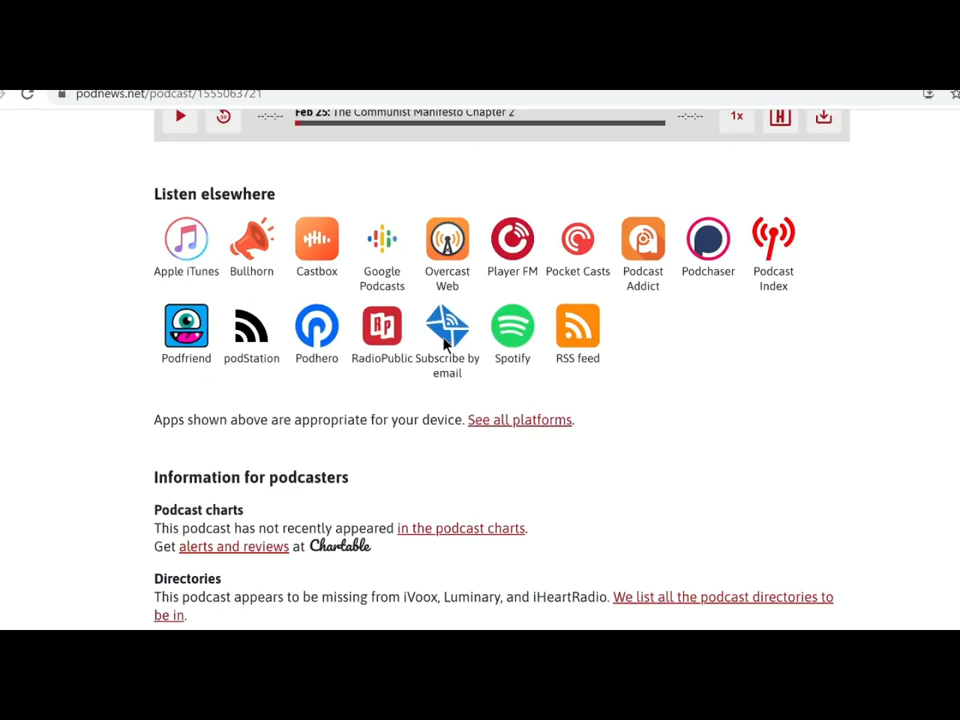 podnews.net/podcast/1555063721
Feb 25: The Communist Manifesto Chapter 2
--:--:-- --:--:-- 1x
Listen elsewhere
Apple iTunes Bullhorn Castbox Google Podcasts Overcast Web Player FM Pocket Casts Podcast Addict Podchaser Podcast Index
Podfriend podStation Podhero RadioPublic Subscribe by email Spotify RSS feed
Apps shown above are appropriate for your device. See all platforms.
Information for podcasters
Podcast charts
This podcast has not recently appeared in the podcast charts.
Get alerts and reviews at Chartable
Directories
This podcast appears to be missing from iVoox, Luminary, and iHeartRadio. We list all the podcast directories to
be in.